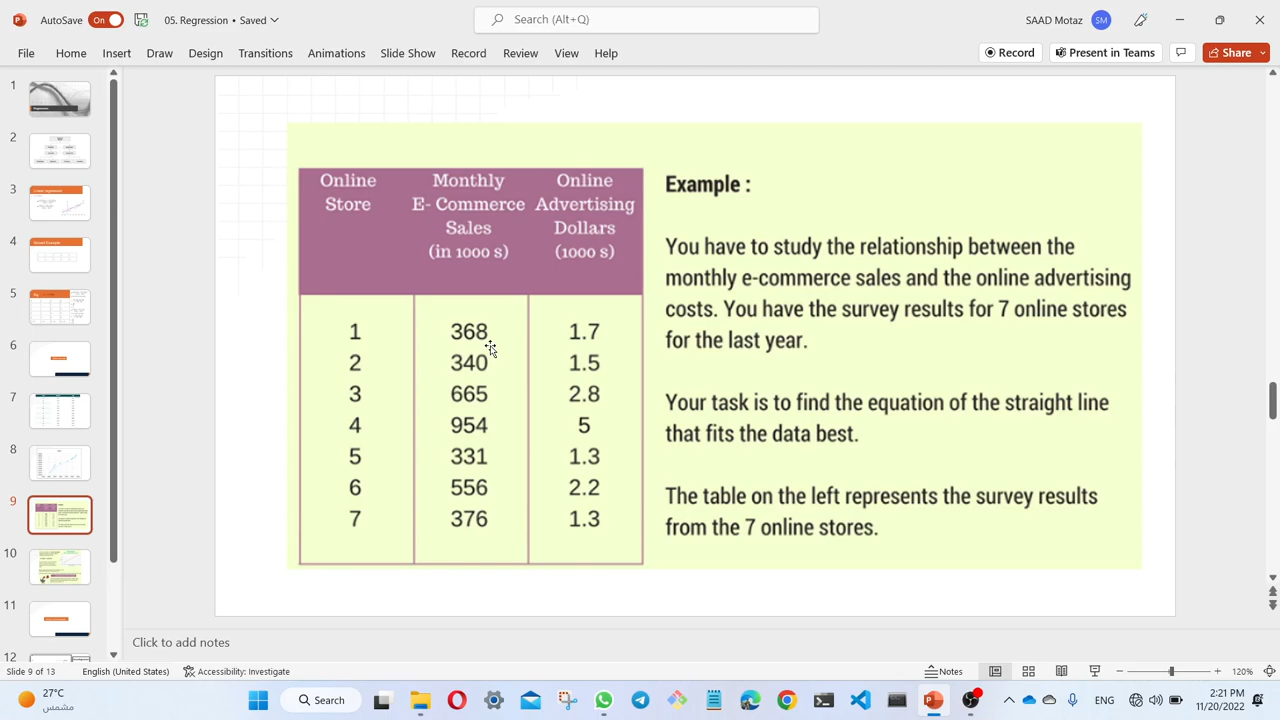 AutoSave On 05. Regression • Saved Search (Alt+Q) SAAD Motaz SM
File Home Insert Draw Design Transitions Animations Slide Show Record Review View Help Record Present in Teams Share
1
2
3
4
5
6
7
8
9
10
11
12
Online Store Monthly E- Commerce Sales (in 1000 s) Online Advertising Dollars (1000 s)
1 368 1.7
2 340 1.5
3 665 2.8
4 954 5
5 331 1.3
6 556 2.2
7 376 1.3
Example :
You have to study the relationship between the
monthly e-commerce sales and the online advertising
costs. You have the survey results for 7 online stores
for the last year.
Your task is to find the equation of the straight line
that fits the data best.
The table on the left represents the survey results
from the 7 online stores.
Click to add notes
Slide 9 of 13 English (United States) Accessibility: Investigate Notes 120%
27°C
مشمس
Search
ENG
2:21 PM
11/20/2022